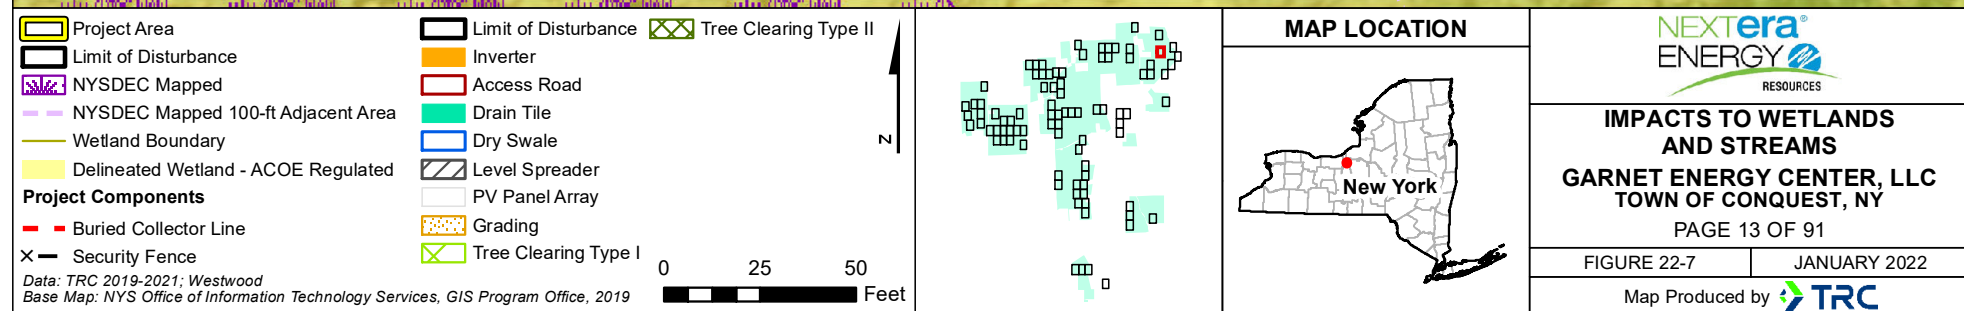 Project Area
Limit of Disturbance
NYSDEC Mapped
NYSDEC Mapped 100-ft Adjacent Area
Wetland Boundary
Delineated Wetland - ACOE Regulated
Project Components
Buried Collector Line
Security Fence
Data: TRC 2019-2021; Westwood
Base Map: NYS Office of Information Technology Services, GIS Program Office, 2019
Limit of Disturbance
Inverter
Access Road
Drain Tile
Dry Swale
Level Spreader
PV Panel Array
Grading
Tree Clearing Type I
Tree Clearing Type II
N
0 25 50
Feet
MAP LOCATION
New York
NEXTera®
ENERGY
RESOURCES
IMPACTS TO WETLANDS
AND STREAMS
GARNET ENERGY CENTER, LLC
TOWN OF CONQUEST, NY
PAGE 13 OF 91
FIGURE 22-7
JANUARY 2022
Map Produced by TRC